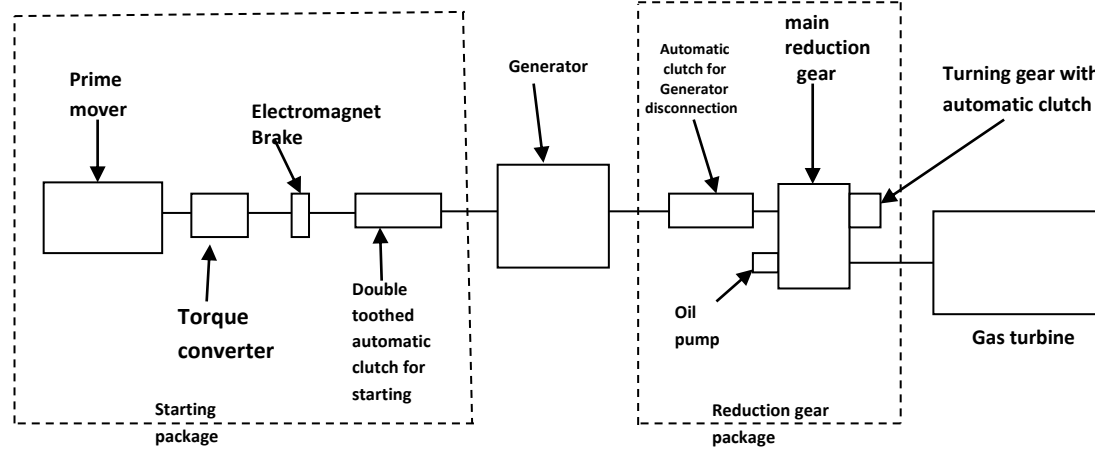 Prime
mover
Electromagnet
Brake
Generator
Automatic
clutch for
Generator
disconnection
main
reduction
gear
Turning gear with
automatic clutch
Torque
converter
Double
toothed
automatic
clutch for
starting
Oil
pump
Gas turbine
Starting
package
Reduction gear
package